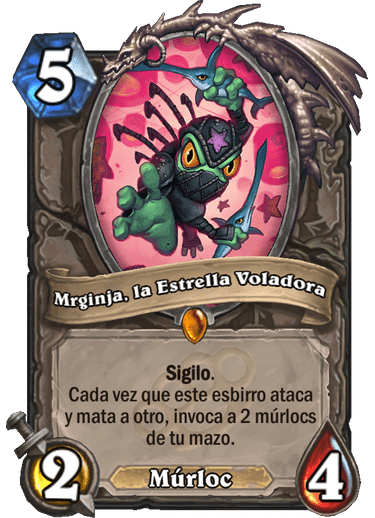 5
Mrginja, la Estrella Voladora
Sigilo.
Cada vez que este esbirro ataca
y mata a otro, invoca a 2 múrlocs
de tu mazo.
2
Múrloc
4